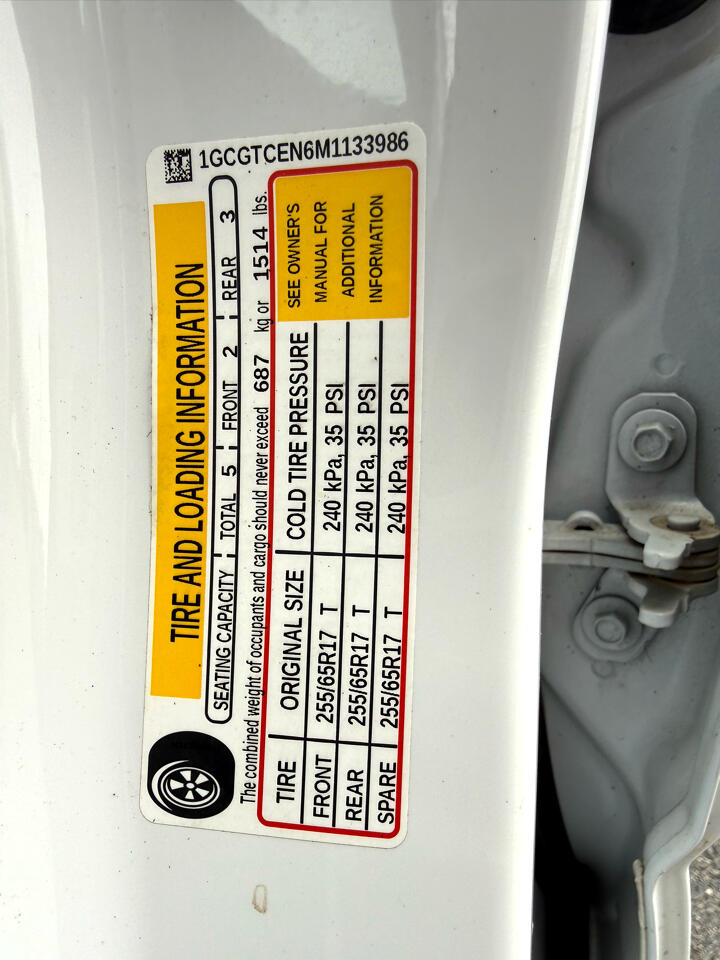 1GCGTCEN6M1133986
TIRE AND LOADING INFORMATION
SEATING CAPACITY TOTAL 5 FRONT 2 REAR 3
The combined weight of occupants and cargo should never exceed 687 kg or 1514 lbs.
TIRE ORIGINAL SIZE COLD TIRE PRESSURE
FRONT 255/65R17 T 240 kPa, 35 PSI
REAR 255/65R17 T 240 kPa, 35 PSI
SPARE 255/65R17 T 240 kPa, 35 PSI
SEE OWNER'S
MANUAL FOR
ADDITIONAL
INFORMATION